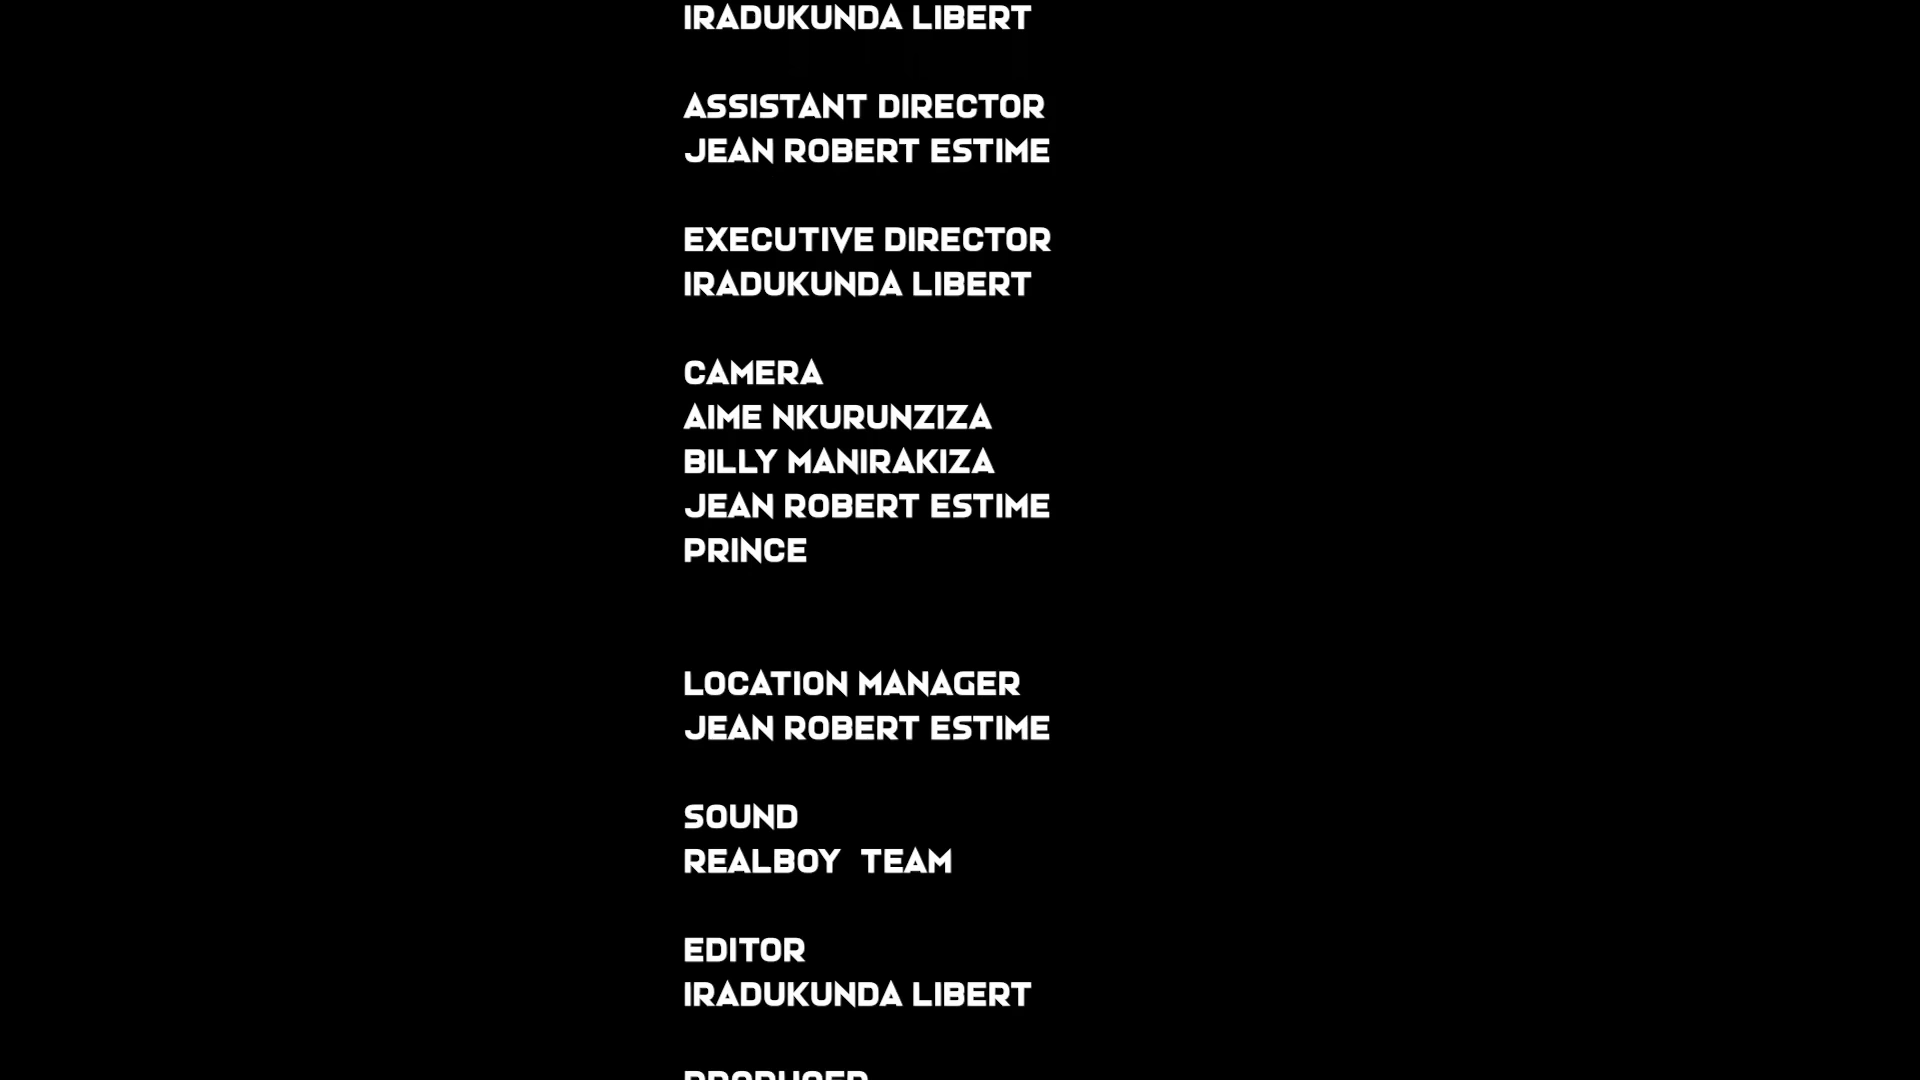 IRADUKUNDA LIBERT
ASSISTANT DIRECTOR
JEAN ROBERT ESTIME
EXECUTIVE DIRECTOR
IRADUKUNDA LIBERT
CAMERA
AIME NKURUNZIZA
BILLY MANIRAKIZA
JEAN ROBERT ESTIME
PRINCE
LOCATION MANAGER
JEAN ROBERT ESTIME
SOUND
REALBOY  TEAM
EDITOR
IRADUKUNDA LIBERT
PRODUCER